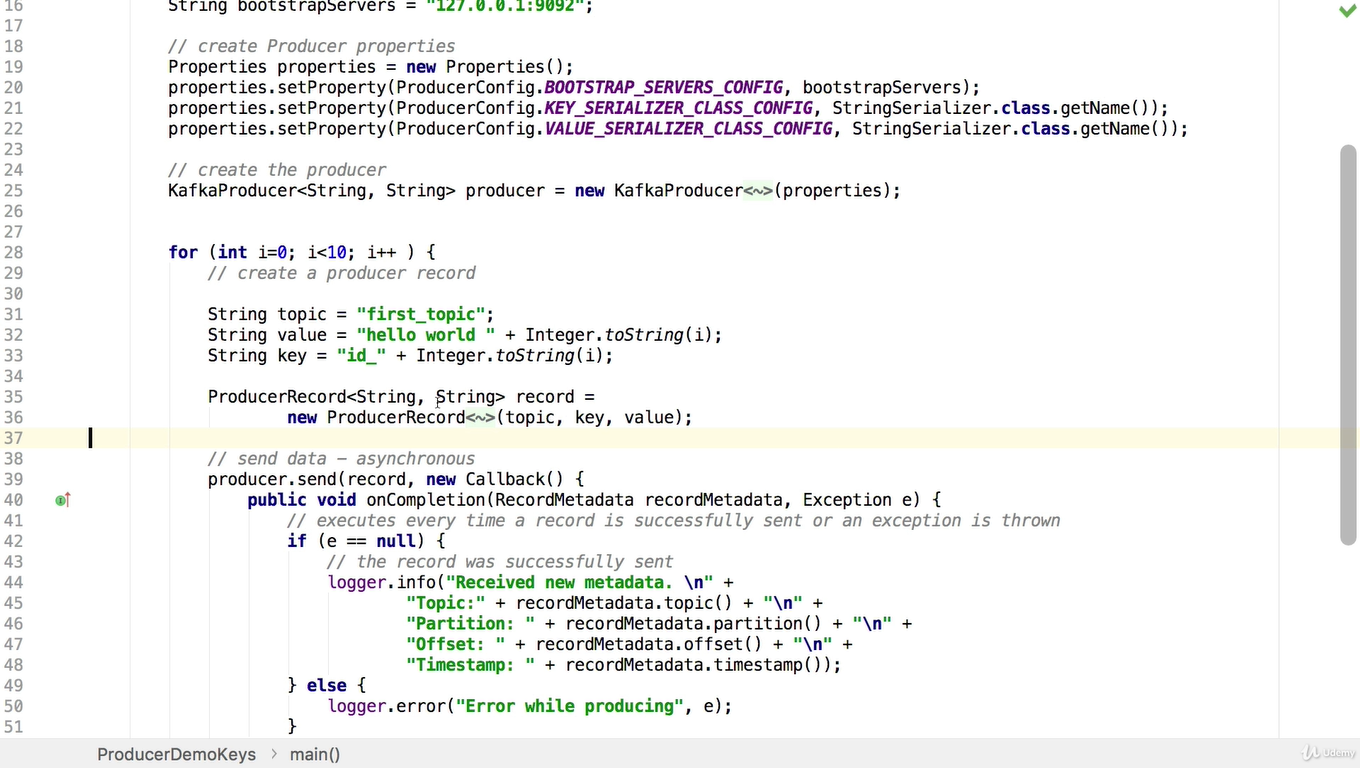 16 String bootstrapServers = "127.0.0.1:9092";
17
18 // create Producer properties
19 Properties properties = new Properties();
20 properties.setProperty(ProducerConfig.BOOTSTRAP_SERVERS_CONFIG, bootstrapServers);
21 properties.setProperty(ProducerConfig.KEY_SERIALIZER_CLASS_CONFIG, StringSerializer.class.getName());
22 properties.setProperty(ProducerConfig.VALUE_SERIALIZER_CLASS_CONFIG, StringSerializer.class.getName());
23
24 // create the producer
25 KafkaProducer<String, String> producer = new KafkaProducer<~>(properties);
26
27
28 for (int i=0; i<10; i++ ) {
29 // create a producer record
30
31 String topic = "first_topic";
32 String value = "hello world " + Integer.toString(i);
33 String key = "id_" + Integer.toString(i);
34
35 ProducerRecord<String, String> record =
36 new ProducerRecord<~>(topic, key, value);
37
38 // send data – asynchronous
39 producer.send(record, new Callback() {
40 public void onCompletion(RecordMetadata recordMetadata, Exception e) {
41 // executes every time a record is successfully sent or an exception is thrown
42 if (e == null) {
43 // the record was successfully sent
44 logger.info("Received new metadata. \n" +
45 "Topic:" + recordMetadata.topic() + "\n" +
46 "Partition: " + recordMetadata.partition() + "\n" +
47 "Offset: " + recordMetadata.offset() + "\n" +
48 "Timestamp: " + recordMetadata.timestamp());
49 } else {
50 logger.error("Error while producing", e);
51 }
ProducerDemoKeys > main()
Udemy